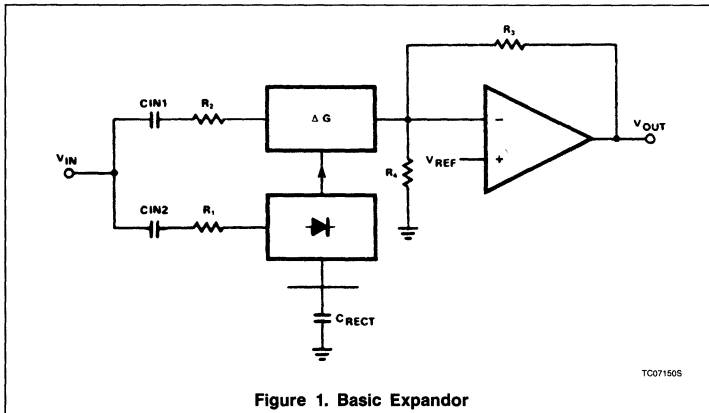 R3
CIN1
R2
ΔG
VOUT
VIN
VREF
R4
CIN2
R1
CRECT
TC07150S
Figure 1. Basic Expandor